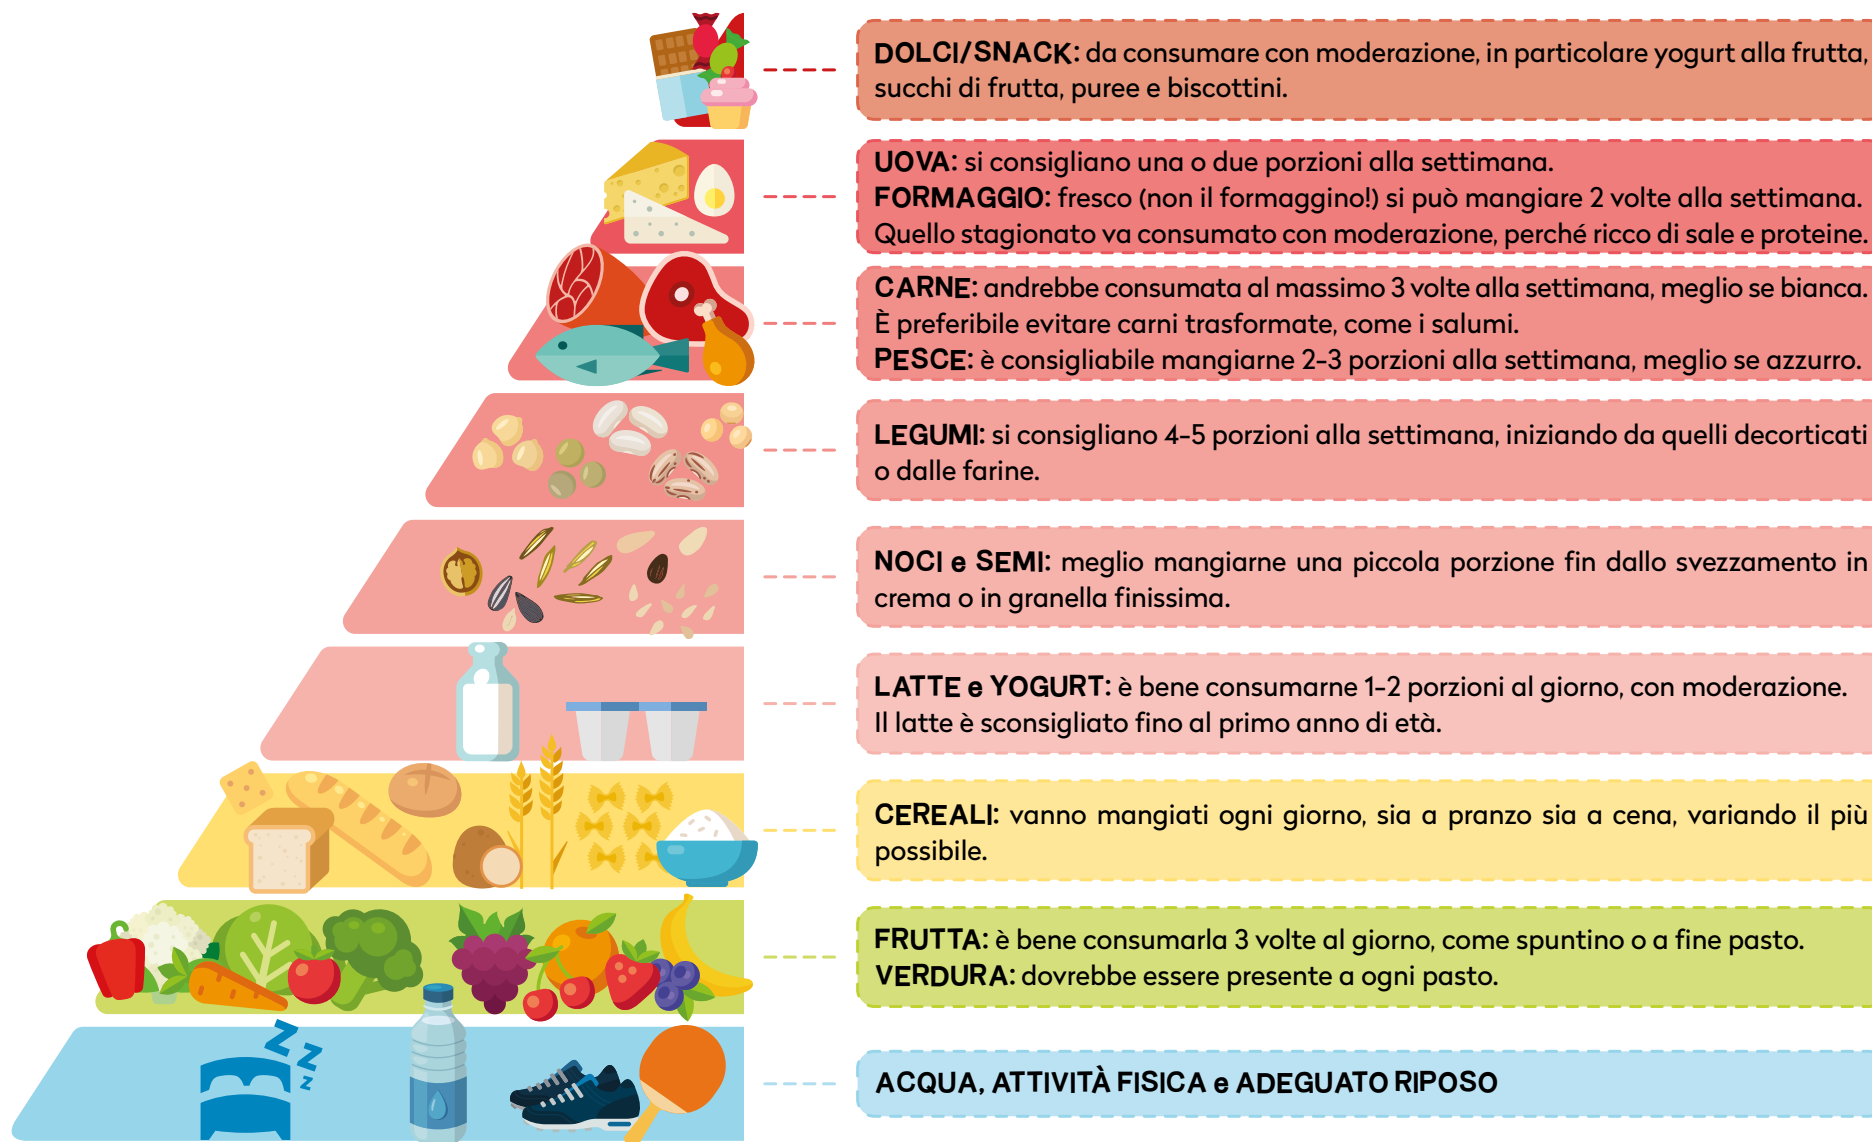 DOLCI/SNACK: da consumare con moderazione, in particolare yogurt alla frutta,
succhi di frutta, puree e biscottini.
UOVA: si consigliano una o due porzioni alla settimana.
FORMAGGIO: fresco (non il formaggino!) si può mangiare 2 volte alla settimana.
Quello stagionato va consumato con moderazione, perché ricco di sale e proteine.
CARNE: andrebbe consumata al massimo 3 volte alla settimana, meglio se bianca.
È preferibile evitare carni trasformate, come i salumi.
PESCE: è consigliabile mangiarne 2-3 porzioni alla settimana, meglio se azzurro.
LEGUMI: si consigliano 4-5 porzioni alla settimana, iniziando da quelli decorticati
o dalle farine.
NOCI e SEMI: meglio mangiarne una piccola porzione fin dallo svezzamento in
crema o in granella finissima.
LATTE e YOGURT: è bene consumarne 1-2 porzioni al giorno, con moderazione.
Il latte è sconsigliato fino al primo anno di età.
CEREALI: vanno mangiati ogni giorno, sia a pranzo sia a cena, variando il più
possibile.
FRUTTA: è bene consumarla 3 volte al giorno, come spuntino o a fine pasto.
VERDURA: dovrebbe essere presente a ogni pasto.
Z Z Z
ACQUA, ATTIVITÀ FISICA e ADEGUATO RIPOSO